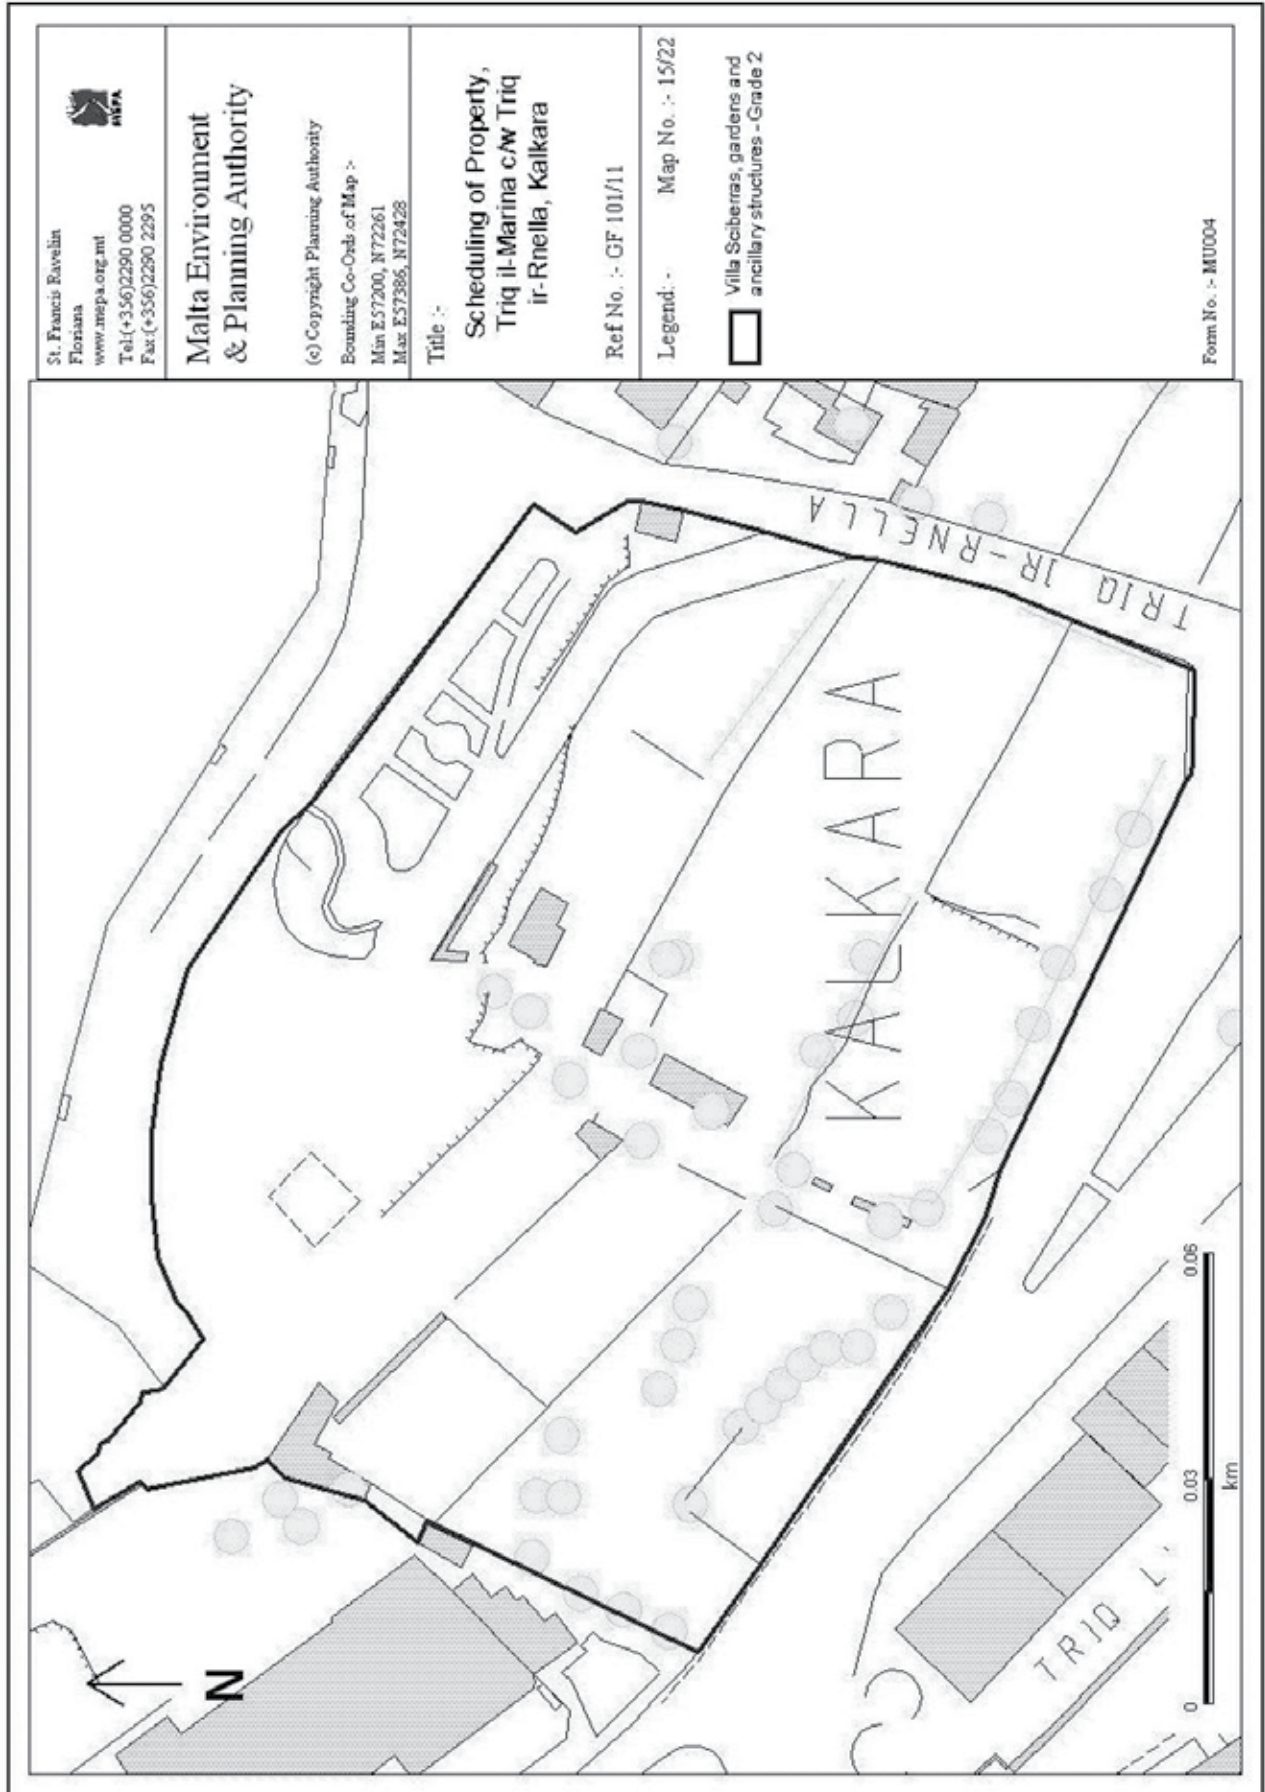 St. Francis Ravelin
Floriana
www.mepa.org.mt
Tel:(+356)2290 0000
Fax:(+356)2290 2295
MEPA
Malta Environment
& Planning Authority
(c) Copyright Planning Authority
Bounding Co-Ords.of Map :-
Min E57200, N72261
Max E57386, N72428
Title :-
Scheduling of Property,
Triq il-Marina c/w Triq
ir-Rnella, Kalkara
Ref No. :- GF 101/11
Legend:- Map No. :- 15/22
Villa Sciberras, gardens and
ancillary structures - Grade 2
Form No. :- MU004
TRIQ IR-RNELLA
KALKARA
TRIQ L
N
0 0.03 0.06
km